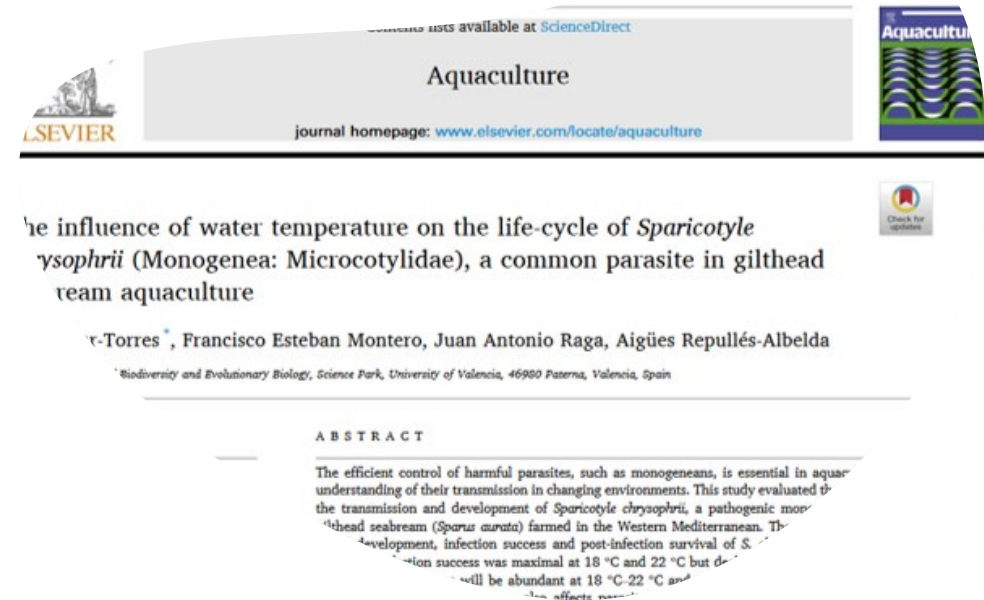 lists available at ScienceDirect
Aquaculture
LSEVIER
Aquacultu
journal homepage: www.elsevier.com/locate/aquaculture
Check for
updates
he influence of water temperature on the life-cycle of Sparicotyle
rysophrii (Monogenea: Microcotylidae), a common parasite in gilthead
ream aquaculture
r-Torres *, Francisco Esteban Montero, Juan Antonio Raga, Aigües Repullés-Albelda
Biodiversity and Evolutionary Biology, Science Park, University of Valencia, 46980 Paterna, Valencia, Spain
ABSTRACT
The efficient control of harmful parasites, such as monogeneans, is essential in aquac
understanding of their transmission in changing environments. This study evaluated th
the transmission and development of Sparicotyle chrysophrii, a pathogenic mon
lthead seabream (Sparus aurata) farmed in the Western Mediterranean. Th
development, infection success and post-infection survival of S.
tion success was maximal at 18 °C and 22 °C but de
will be abundant at 18 °C-22 °C and
affects